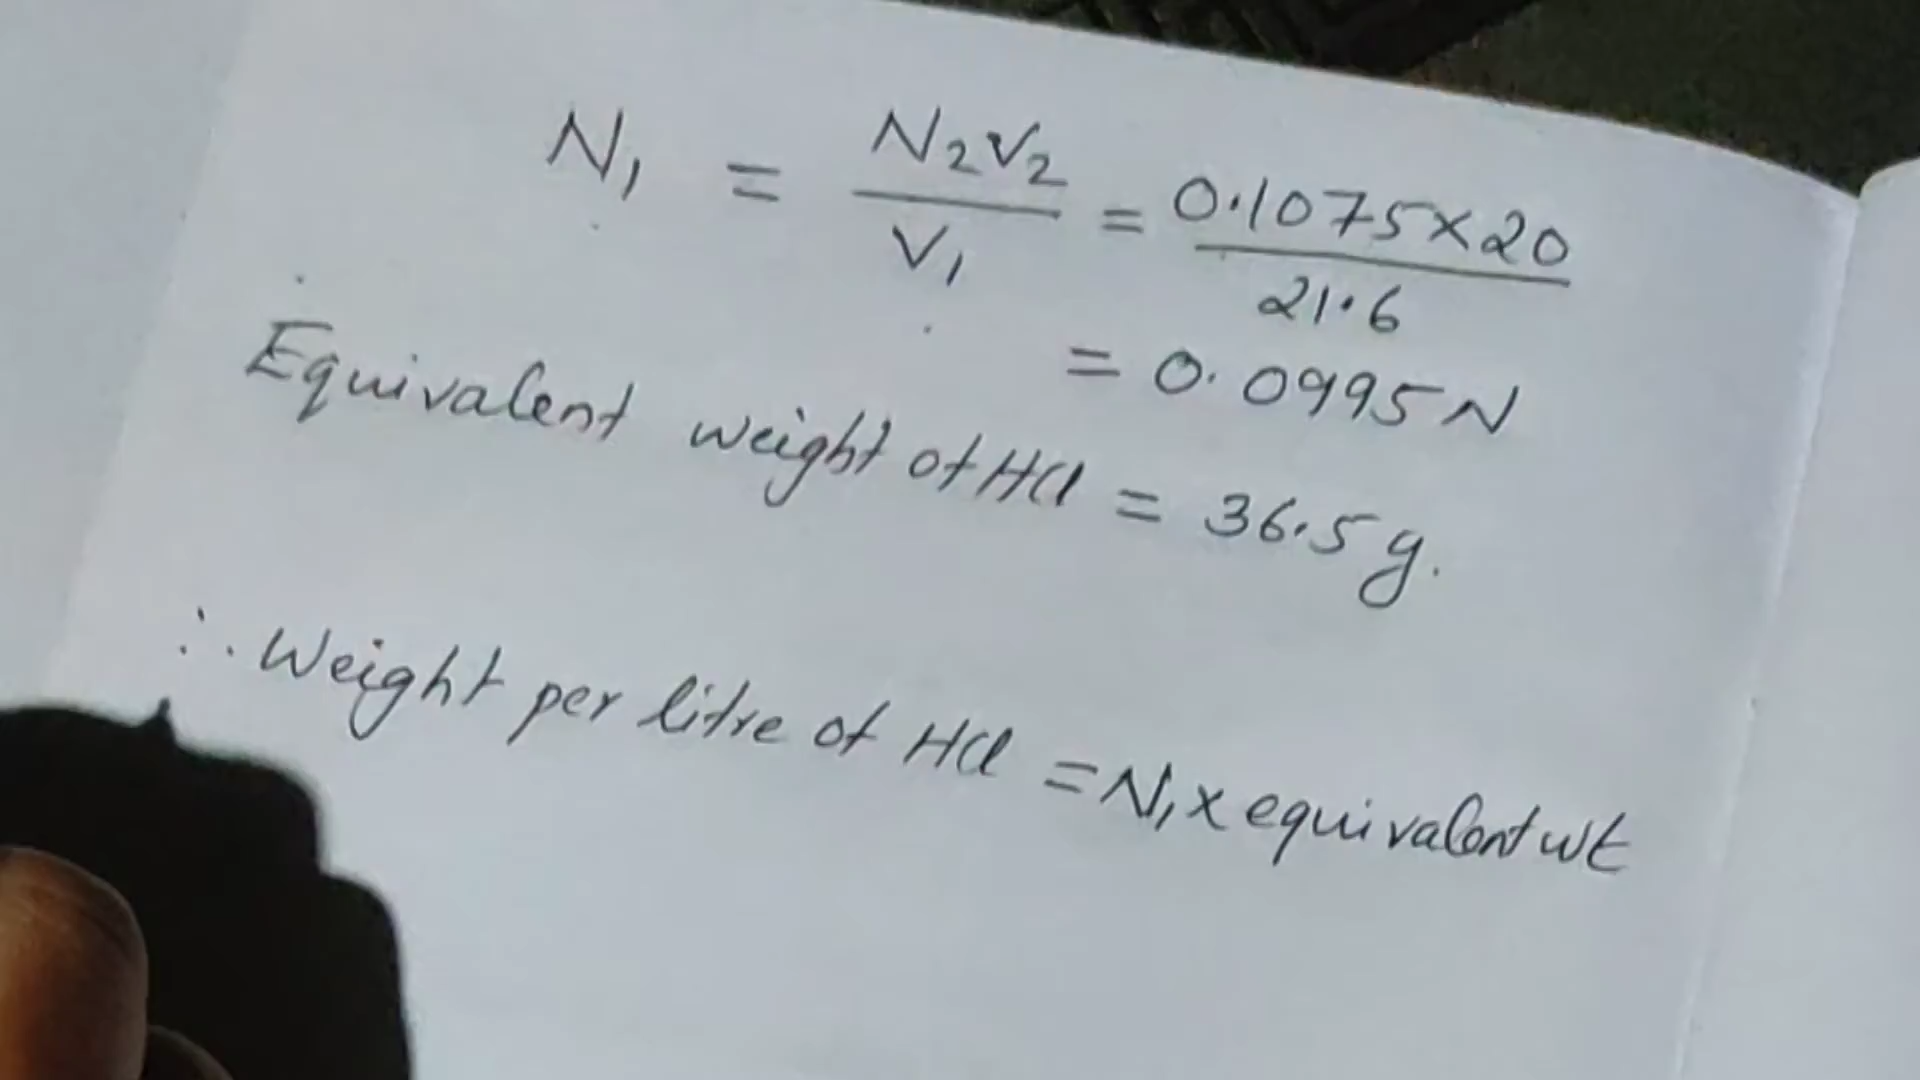 N₁ = N₂V₂/V₁ = 0.1075×20/21.6
= 0.0995 N
Equivalent weight of HCl = 36.5 g.
∴ Weight per litre of HCl = N₁ x equivalent wt